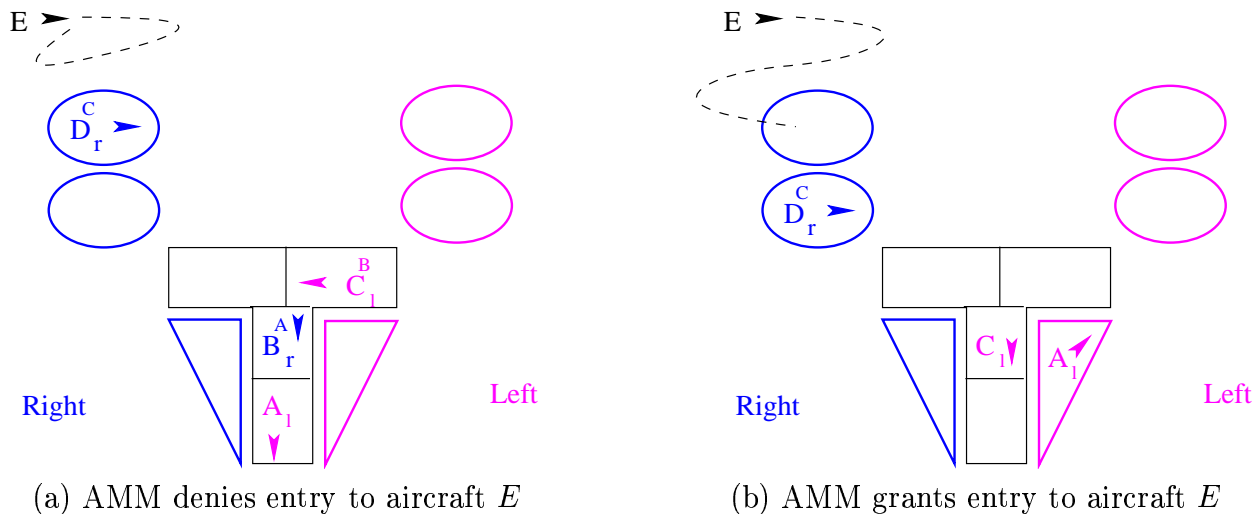 E
C
D r
B
C l
A
B r
A l
Right
Left
(a) AMM denies entry to aircraft E
E
C
D r
C l
A l
Right
Left
(b) AMM grants entry to aircraft E